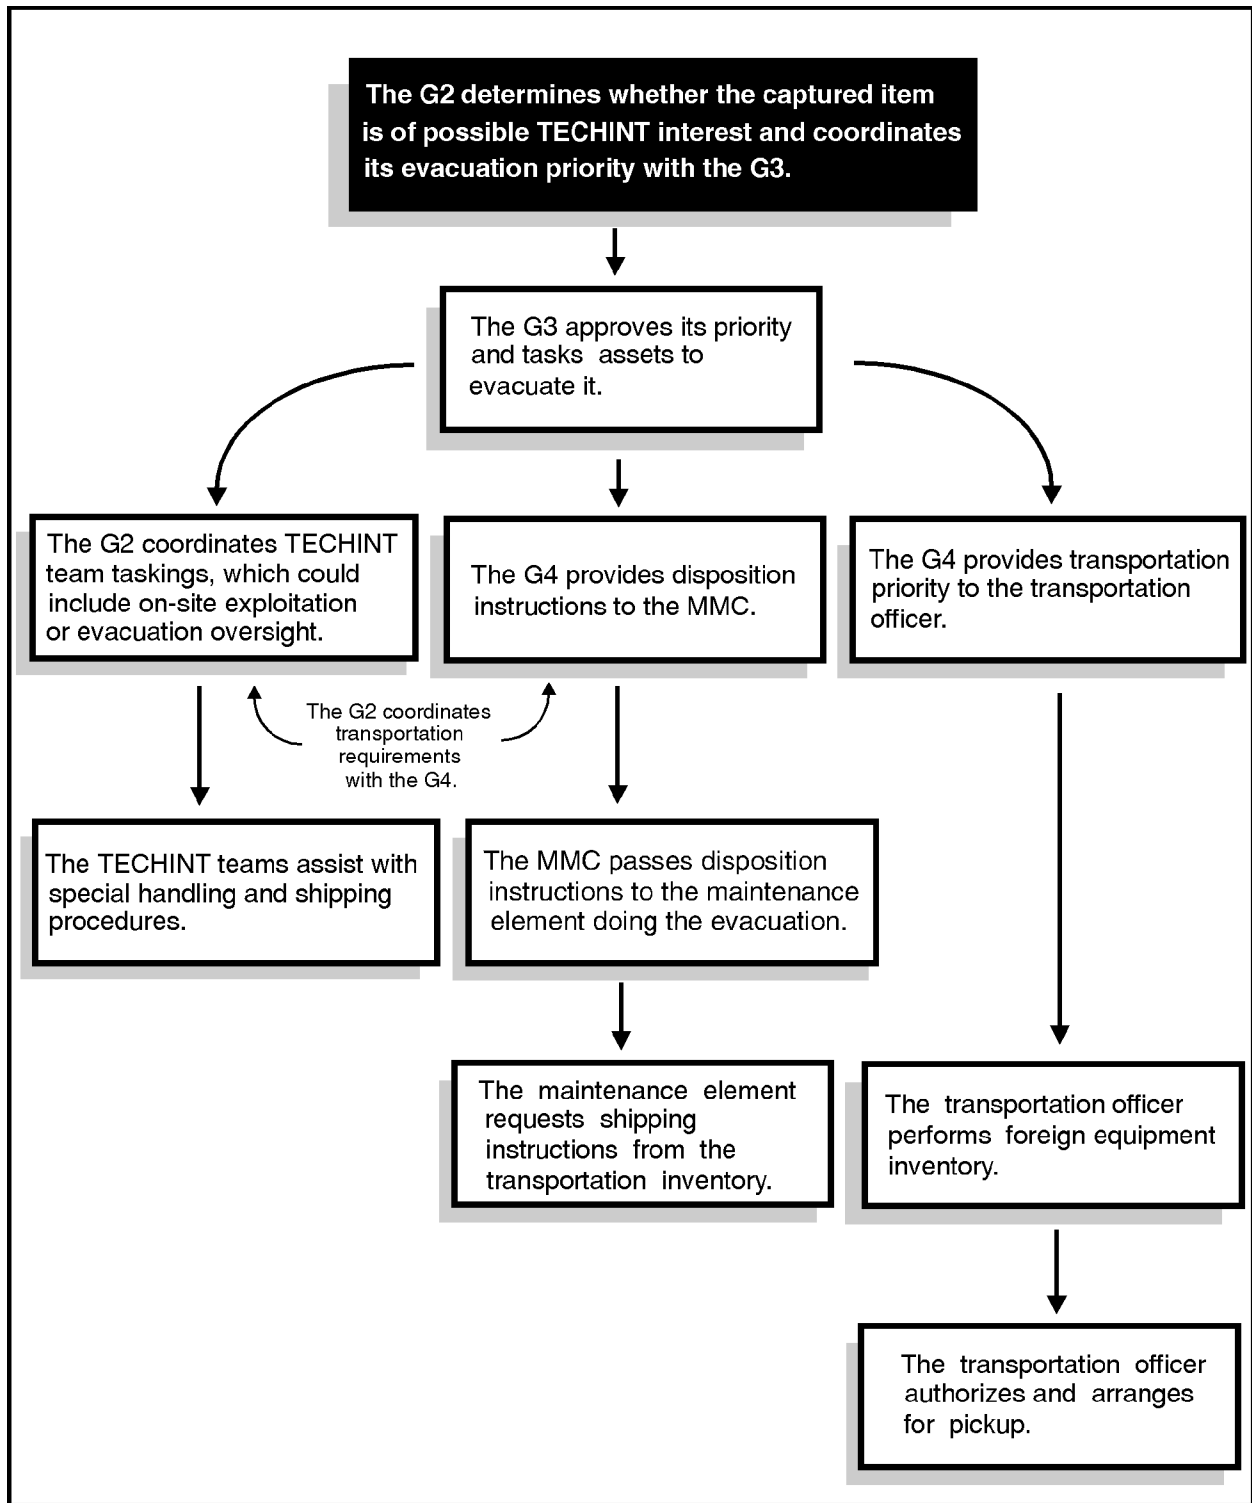 The G2 determines whether the captured item
is of possible TECHINT interest and coordinates
its evacuation priority with the G3.
The G3 approves its priority
and tasks assets to
evacuate it.
The G2 coordinates TECHINT
team taskings, which could
include on-site exploitation
or evacuation oversight.
The G4 provides disposition
instructions to the MMC.
The G4 provides transportation
priority to the transportation
officer.
The G2 coordinates
transportation
requirements
with the G4.
The TECHINT teams assist with
special handling and shipping
procedures.
The MMC passes disposition
instructions to the maintenance
element doing the evacuation.
The maintenance element
requests shipping
instructions from the
transportation inventory.
The transportation officer
performs foreign equipment
inventory.
The transportation officer
authorizes and arranges
for pickup.